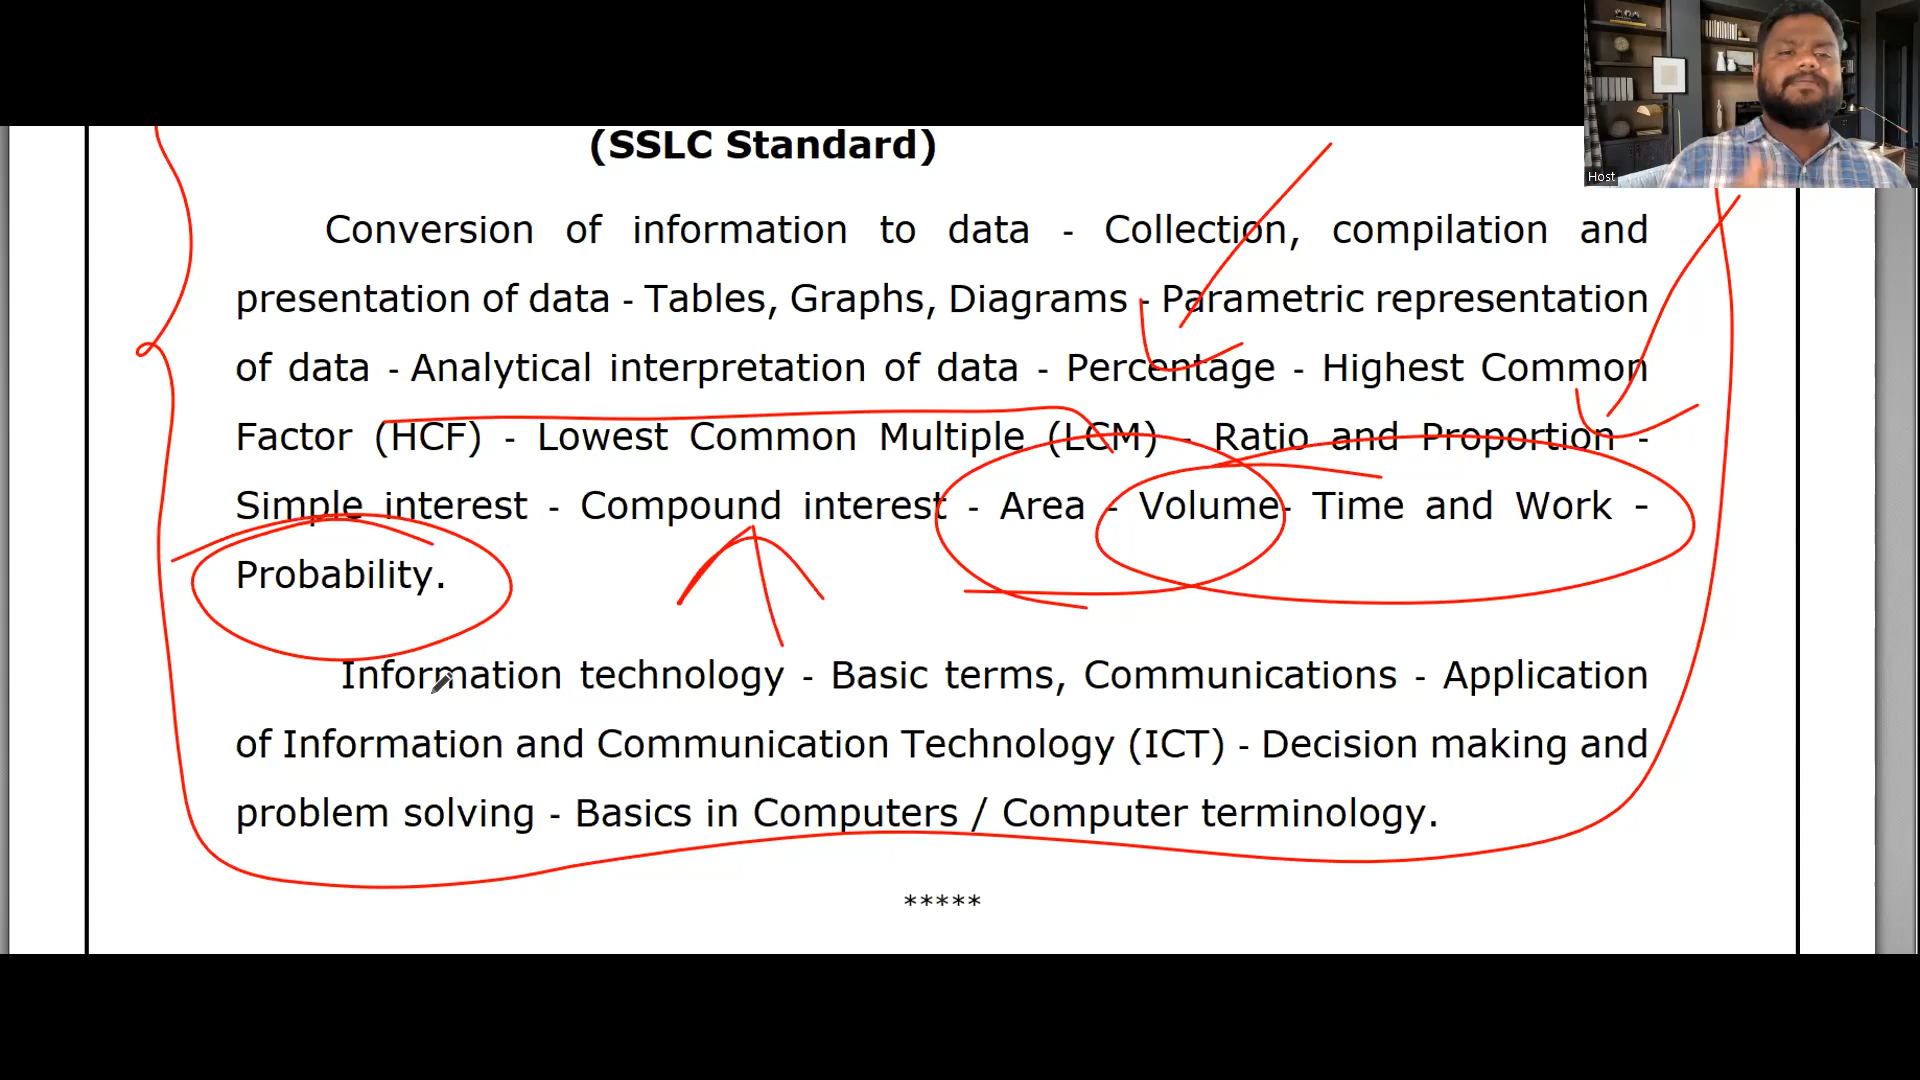 Host
(SSLC Standard)
Conversion of information to data - Collection, compilation and
presentation of data - Tables, Graphs, Diagrams - Parametric representation
of data - Analytical interpretation of data - Percentage - Highest Common
Factor (HCF) - Lowest Common Multiple (LCM) - Ratio and Proportion -
Simple interest - Compound interest - Area - Volume- Time and Work -
Probability.
Information technology - Basic terms, Communications - Application
of Information and Communication Technology (ICT) - Decision making and
problem solving - Basics in Computers / Computer terminology.
*****